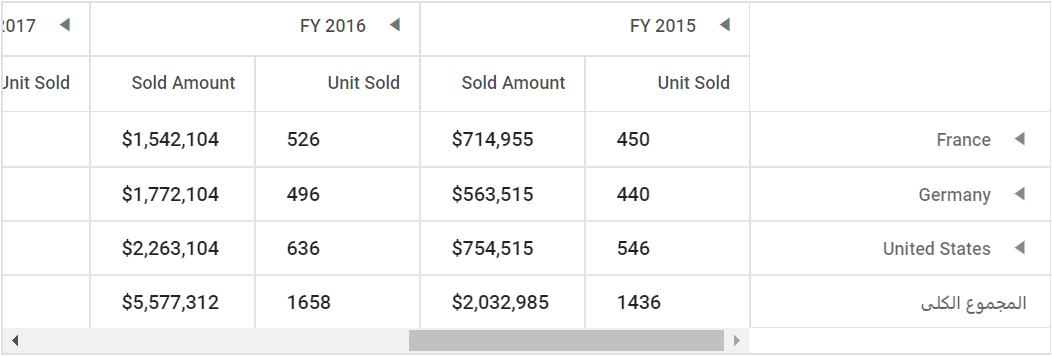 FY 2015 FY 2016 2017
Unit Sold Sold Amount Unit Sold Sold Amount Unit Sold
France 450 $714,955 526 $1,542,104
Germany 440 $563,515 496 $1,772,104
United States 546 $754,515 636 $2,263,104
المجموع الكلى 1436 $2,032,985 1658 $5,577,312